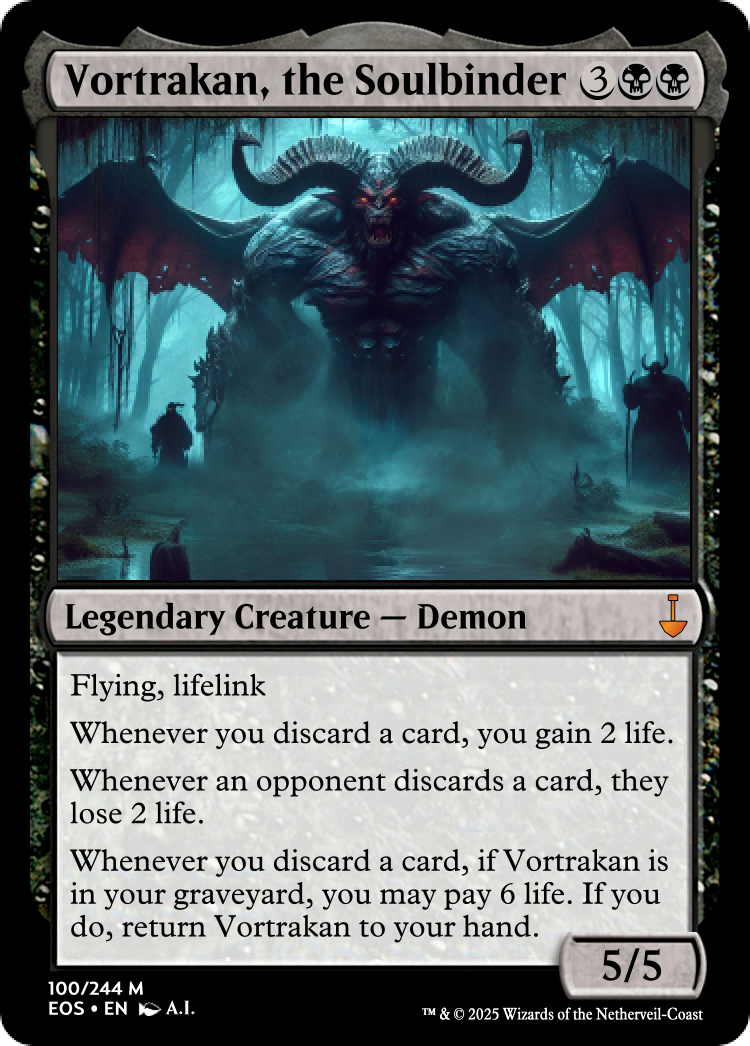 Vortrakan, the Soulbinder 3
Legendary Creature — Demon
Flying, lifelink
Whenever you discard a card, you gain 2 life.
Whenever an opponent discards a card, they
lose 2 life.
Whenever you discard a card, if Vortrakan is
in your graveyard, you may pay 6 life. If you
do, return Vortrakan to your hand.
5/5
100/244 M
EOS • EN A.I.
™ & © 2025 Wizards of the Netherveil-Coast